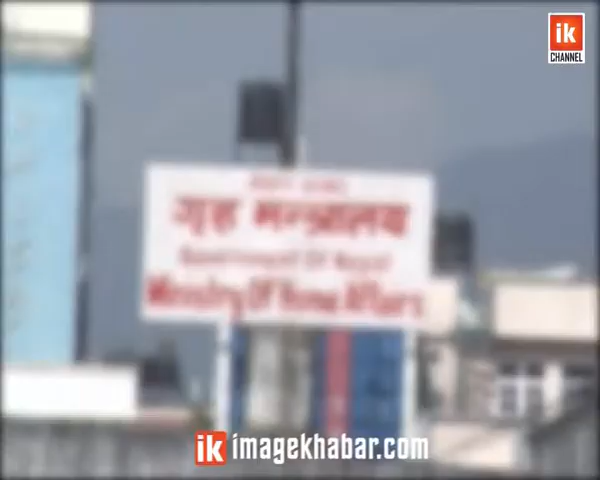 ik
CHANNEL
गृह मन्त्रालय
Government Of Nepal
Ministry Of Home Affairs
ik imagekhabar.com